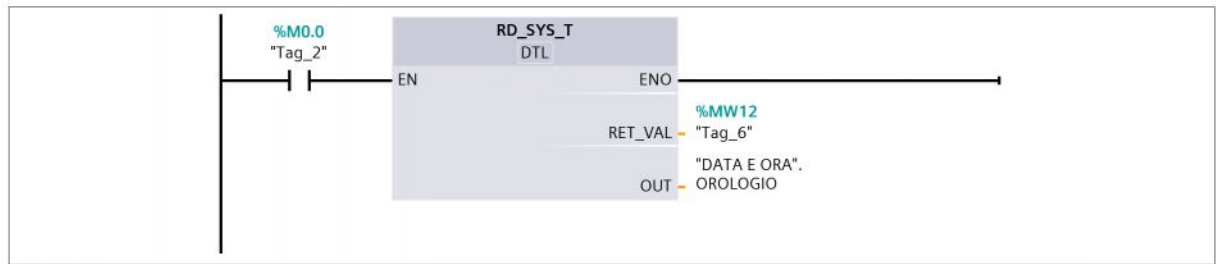 %M0.0
"Tag_2"
RD_SYS_T
DTL
EN
ENO
%MW12
RET_VAL
"Tag_6"
"DATA E ORA".
OUT
OROLOGIO